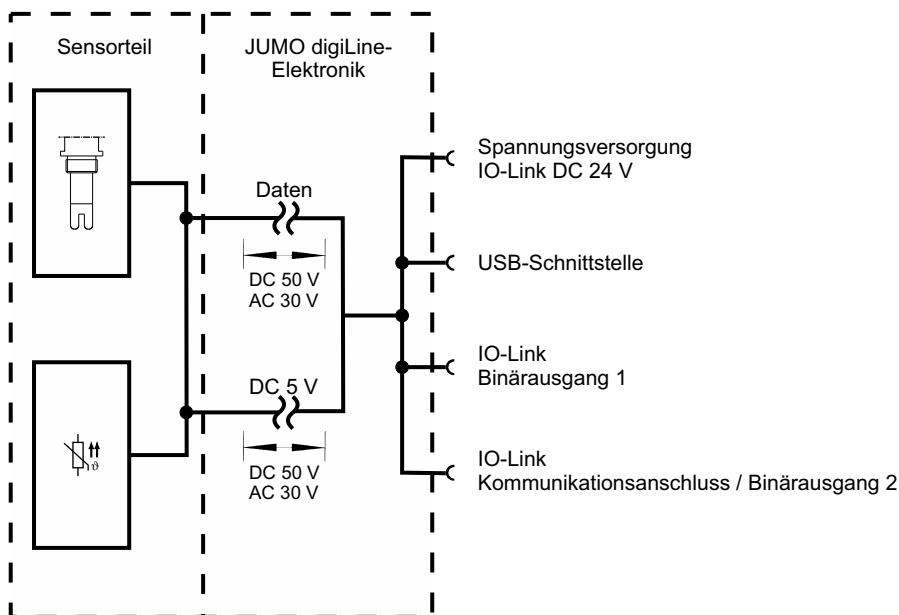 Sensorteil
JUMO digiLine-
Elektronik
Spannungsversorgung
IO-Link DC 24 V
Daten
DC 50 V
AC 30 V
USB-Schnittstelle
IO-Link
Binärausgang 1
DC 5 V
DC 50 V
AC 30 V
IO-Link
Kommunikationsanschluss / Binärausgang 2
ϑ